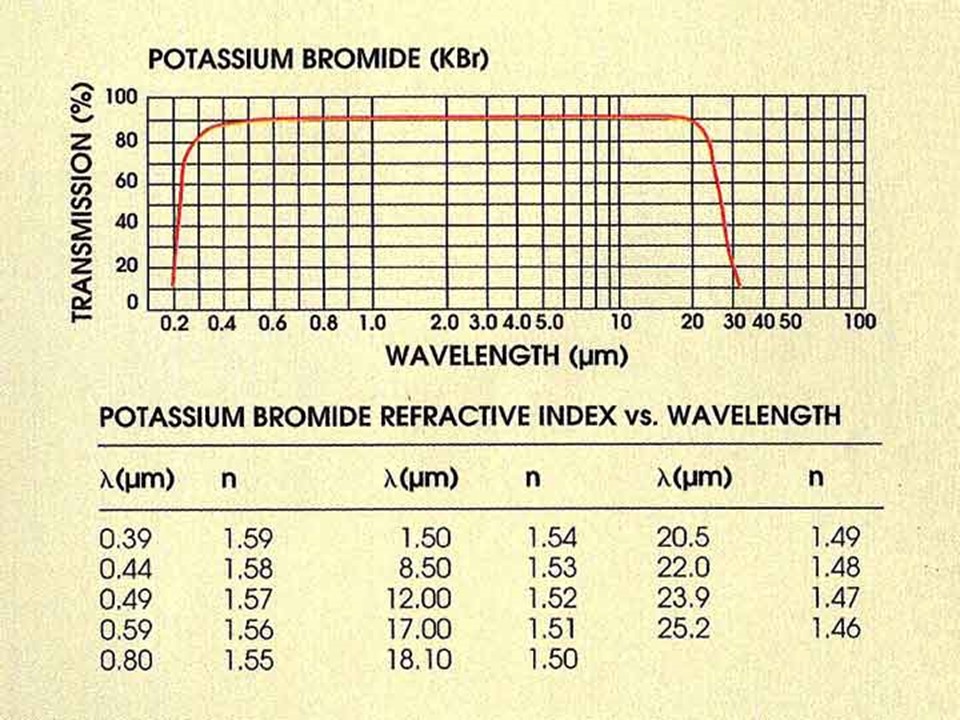 POTASSIUM BROMIDE (KBr)
TRANSMISSION (%)
100
80
60
40
20
0
0.2 0.4 0.6 0.8 1.0 2.0 3.0 4.0 5.0 10 20 30 40 50 100
WAVELENGTH (µm)
POTASSIUM BROMIDE REFRACTIVE INDEX vs. WAVELENGTH
λ(µm) n λ(µm) n λ(µm) n
0.39 1.59 1.50 1.54 20.5 1.49
0.44 1.58 8.50 1.53 22.0 1.48
0.49 1.57 12.00 1.52 23.9 1.47
0.59 1.56 17.00 1.51 25.2 1.46
0.80 1.55 18.10 1.50